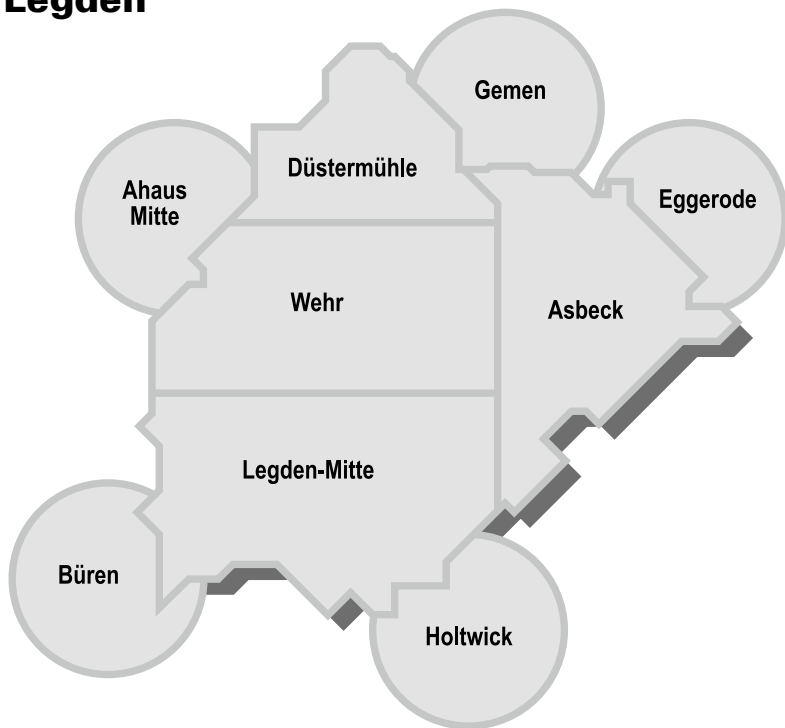 Legden
Gemen
Düstermühle
Ahaus
Mitte
Eggerode
Wehr
Asbeck
Legden-Mitte
Büren
Holtwick